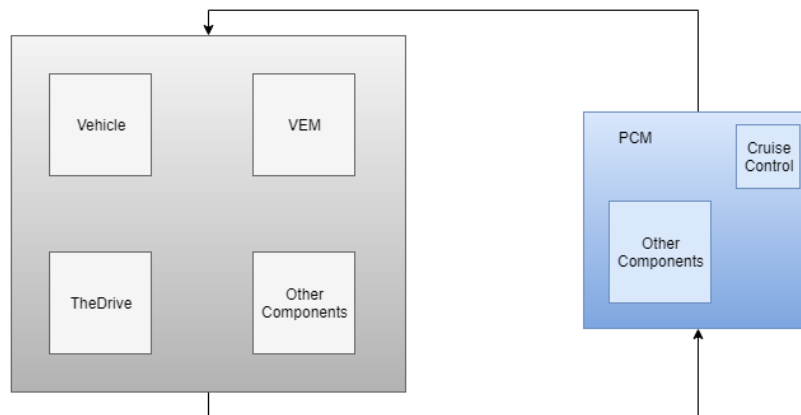 Vehicle
VEM
PCM
Cruise
Control
Other
Components
TheDrive
Other
Components